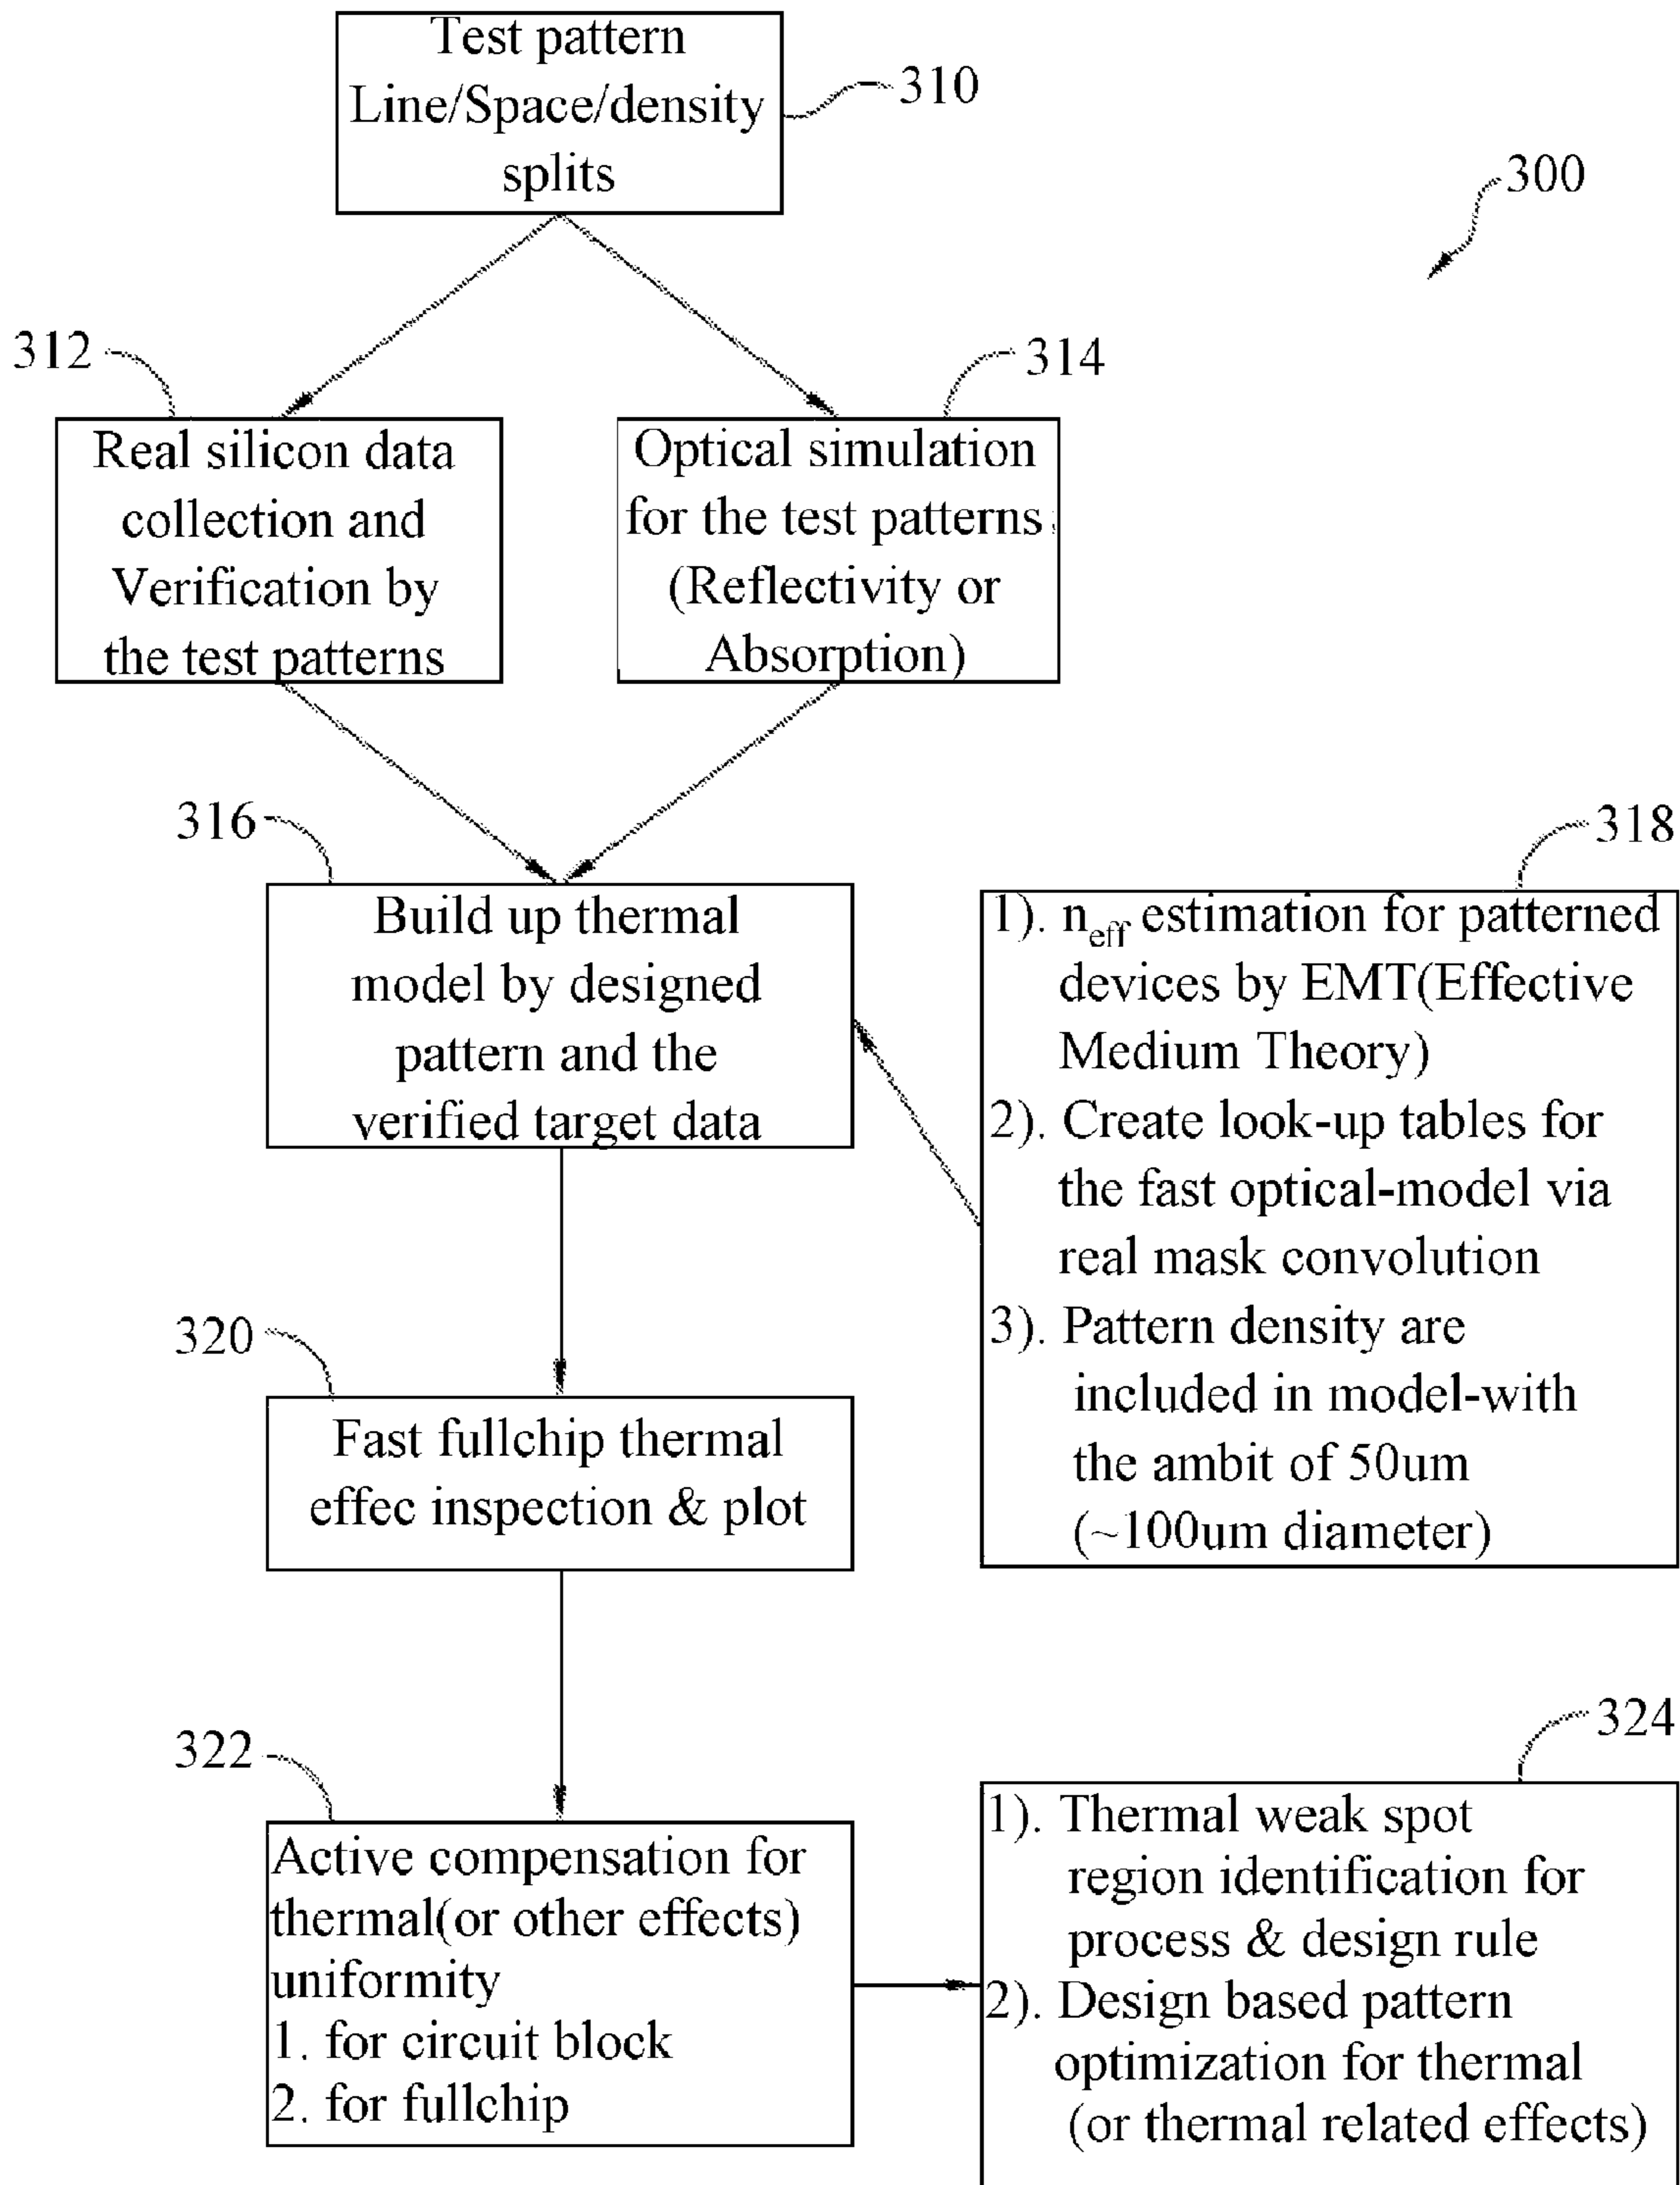 Test pattern
Line/Space/density
splits
310
300
312
314
Real silicon data
collection and
Verification by
the test patterns
Optical simulation
for the test patterns
(Reflectivity or
Absorption)
316
318
Build up thermal
model by designed
pattern and the
verified target data
1). neff estimation for patterned
devices by EMT(Effective
Medium Theory)
2). Create look-up tables for
the fast optical-model via
real mask convolution
3). Pattern density are
included in model-with
the ambit of 50um
(~100um diameter)
320
Fast fullchip thermal
effec inspection & plot
322
324
Active compensation for
thermal(or other effects)
uniformity
1. for circuit block
2. for fullchip
1). Thermal weak spot
region identification for
process & design rule
2). Design based pattern
optimization for thermal
(or thermal related effects)